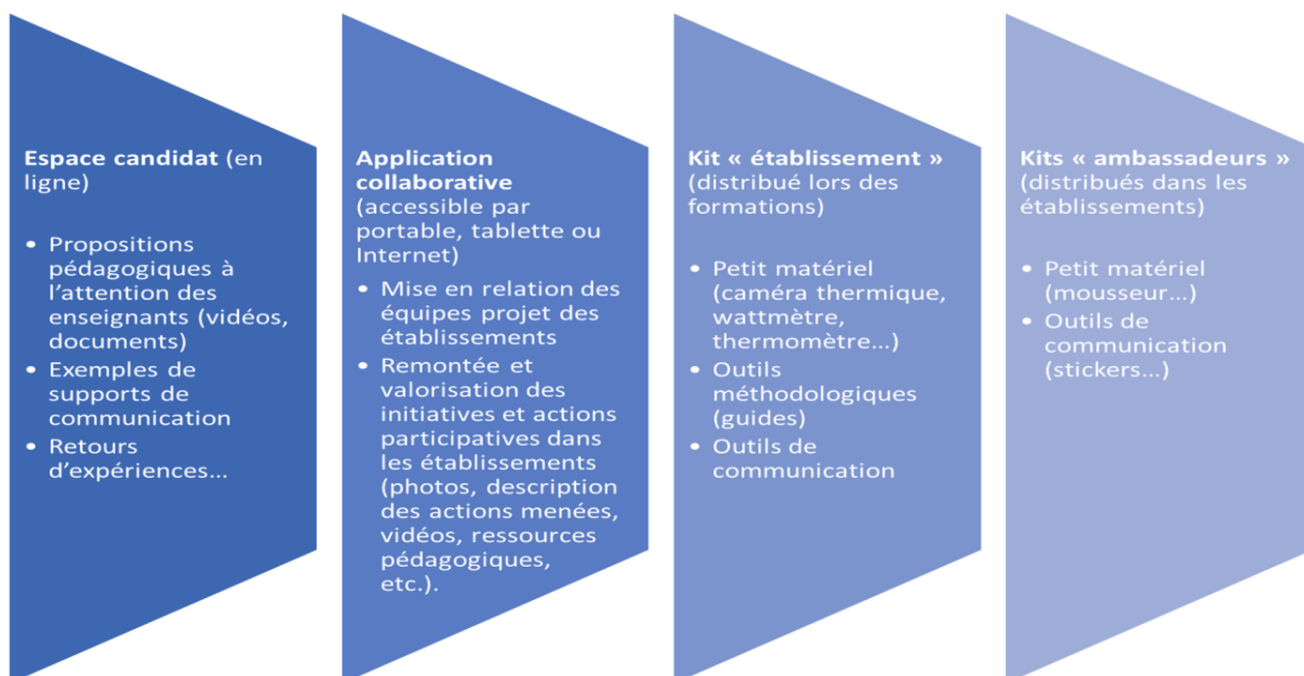 Espace candidat (en
ligne)
• Propositions
pédagogiques à
l’attention des
enseignants (vidéos,
documents)
• Exemples de
supports de
communication
• Retours
d’expériences…
Application
collaborative
(accessible par
portable, tablette ou
Internet)
• Mise en relation des
équipes projet des
établissements
• Remontée et
valorisation des
initiatives et actions
participatives dans
les établissements
(photos, description
des actions menées,
vidéos, ressources
pédagogiques,
etc.).
Kit « établissement »
(distribué lors des
formations)
• Petit matériel
(caméra thermique,
wattmètre,
thermomètre…)
• Outils
méthodologiques
(guides)
• Outils de
communication
Kits « ambassadeurs »
(distribués dans les
établissements)
• Petit matériel
(mousseur…)
• Outils de
communication
(stickers…)